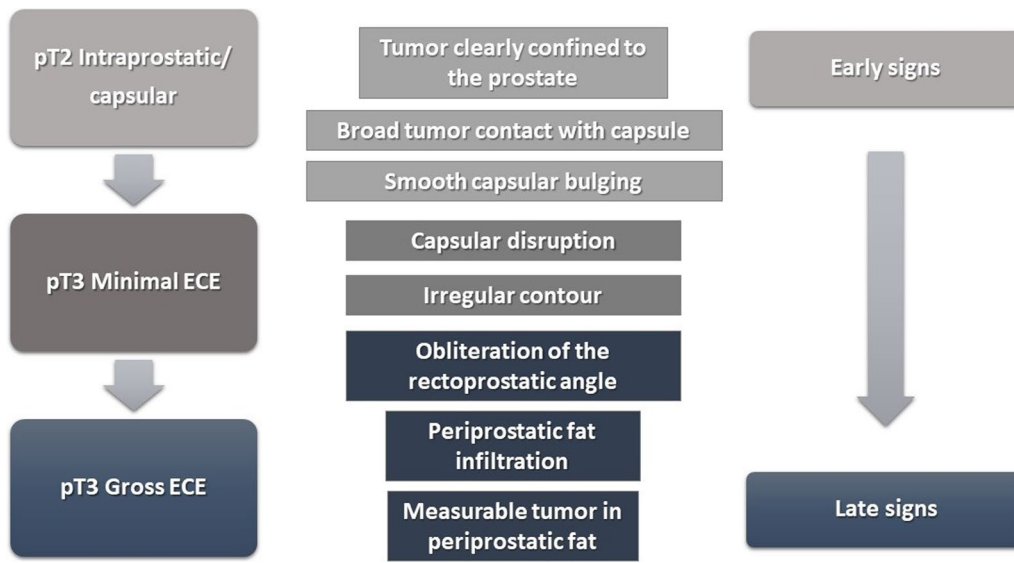 pT2 Intraprostatic/
capsular
pT3 Minimal ECE
pT3 Gross ECE
Tumor clearly confined to
the prostate
Broad tumor contact with capsule
Smooth capsular bulging
Capsular disruption
Irregular contour
Obliteration of the
rectoprostatic angle
Periprostatic fat
infiltration
Measurable tumor in
periprostatic fat
Early signs
Late signs